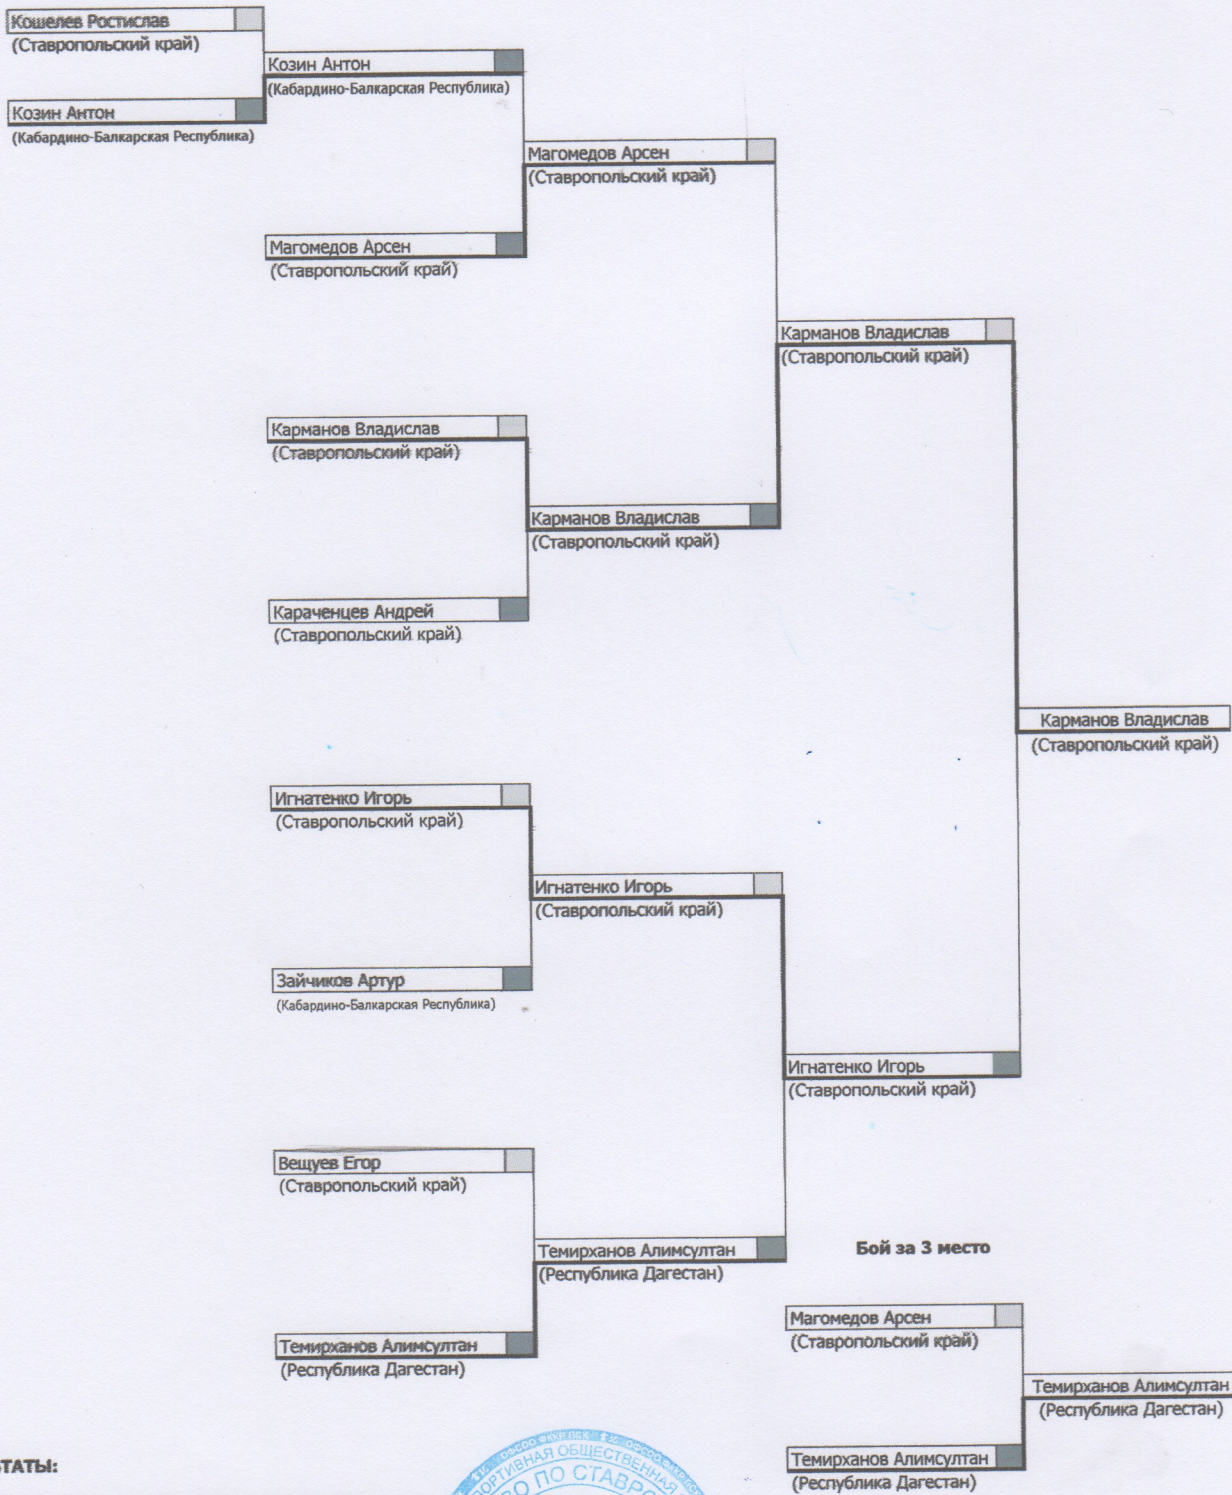 Кошелев Ростислав
(Ставропольский край)
Козин Антон
(Кабардино-Балкарская Республика)
Козин Антон
(Кабардино-Балкарская Республика)
Магомедов Арсен
(Ставропольский край)
Магомедов Арсен
(Ставропольский край)
Карманов Владислав
(Ставропольский край)
Карманов Владислав
(Ставропольский край)
Карманов Владислав
(Ставропольский край)
Караченцев Андрей
(Ставропольский край)
Карманов Владислав
(Ставропольский край)
Игнатенко Игорь
(Ставропольский край)
Игнатенко Игорь
(Ставропольский край)
Зайчиков Артур
(Кабардино-Балкарская Республика)
Игнатенко Игорь
(Ставропольский край)
Вещуев Егор
(Ставропольский край)
Темирханов Алимсултан
(Республика Дагестан)
Бой за 3 место
Магомедов Арсен
(Ставропольский край)
Темирханов Алимсултан
(Республика Дагестан)
Темирханов Алимсултан
(Республика Дагестан)
Темирханов Алимсултан
(Республика Дагестан)
ТАТЫ:
ОБЩЕСТВЕННАЯ
ПО СТАВРО